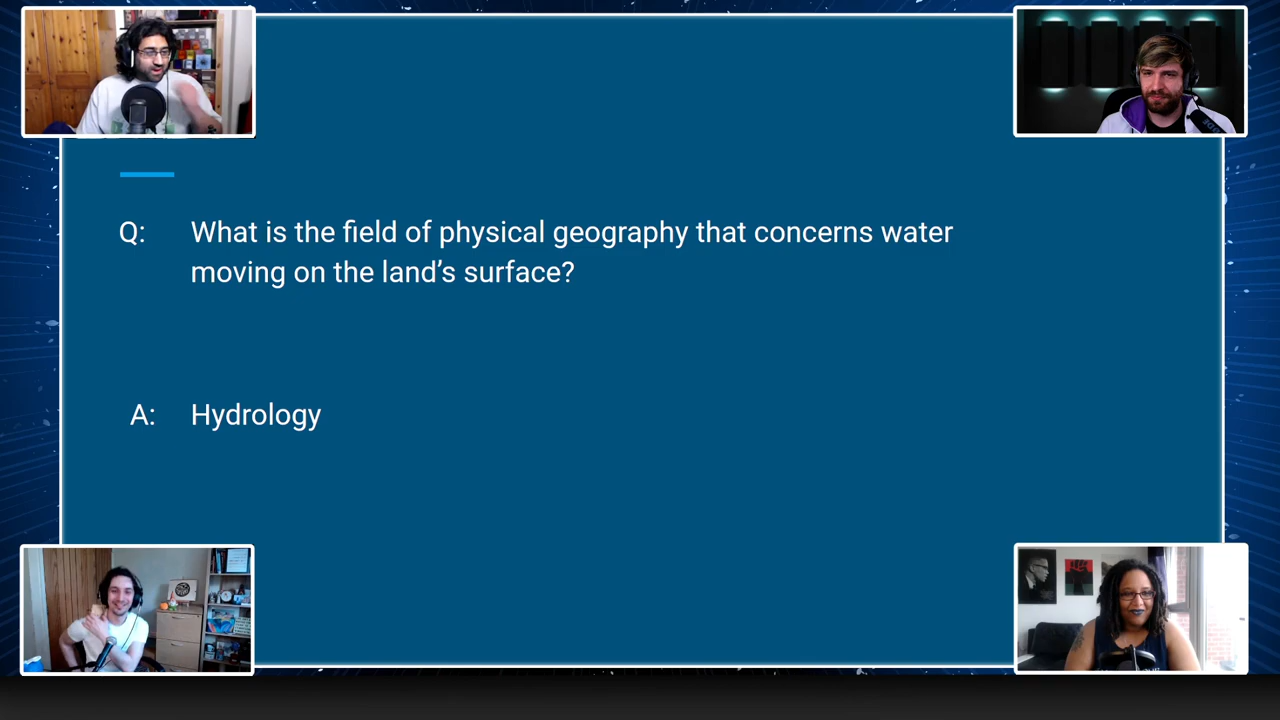 Q: What is the field of physical geography that concerns water
moving on the land’s surface?
A: Hydrology